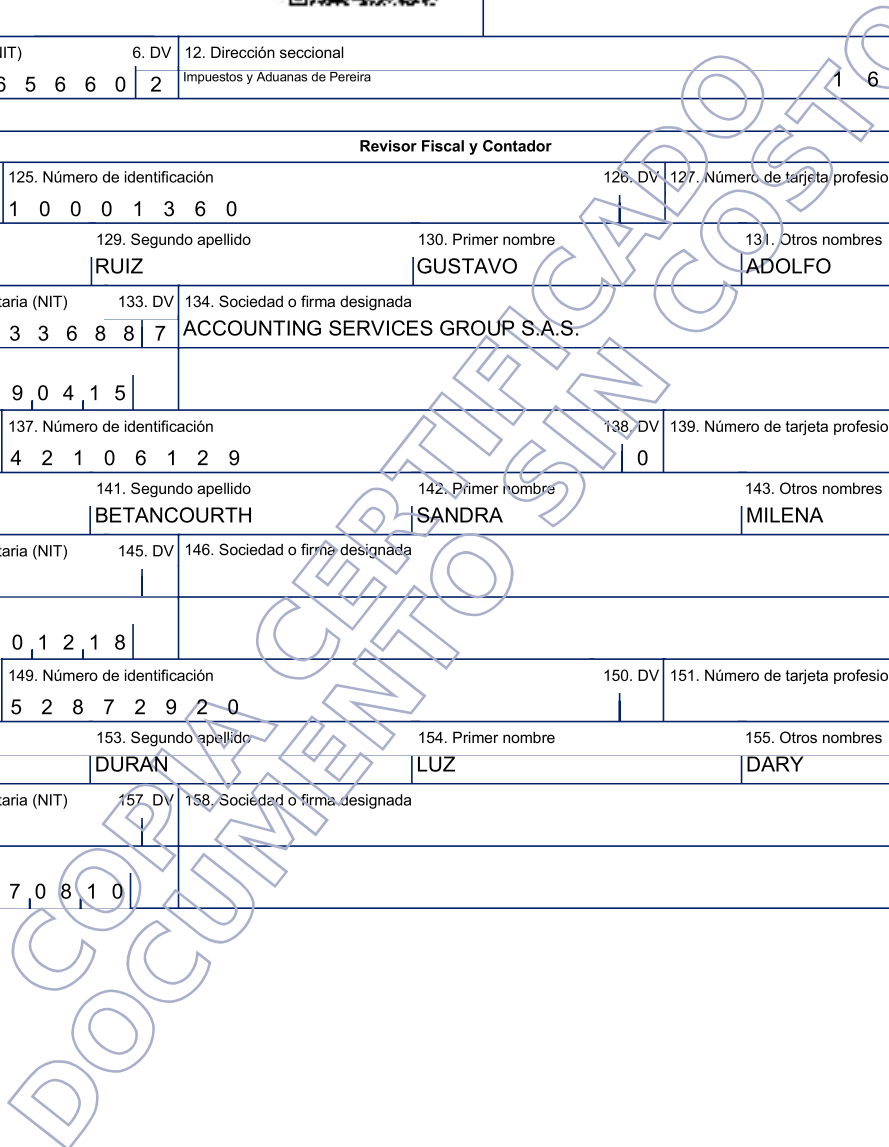 NIT) 6. DV 12. Dirección seccional
6 5 6 6 0 2 Impuestos y Aduanas de Pereira 1 6
Revisor Fiscal y Contador
125. Número de identificación 126. DV 127. Número de tarjeta profesio
1 0 0 0 1 3 6 0
129. Segundo apellido 130. Primer nombre 131. Otros nombres
RUIZ GUSTAVO ADOLFO
taria (NIT) 133. DV 134. Sociedad o firma designada
3 3 6 8 8 7 ACCOUNTING SERVICES GROUP S.A.S.
9 0 4 1 5
137. Número de identificación 138. DV 139. Número de tarjeta profesio
4 2 1 0 6 1 2 9 0
141. Segundo apellido 142. Primer nombre 143. Otros nombres
BETANCOURTH SANDRA MILENA
taria (NIT) 145. DV 146. Sociedad o firma designada
0 1 2 1 8
149. Número de identificación 150. DV 151. Número de tarjeta profesio
5 2 8 7 2 9 2 0
153. Segundo apellido 154. Primer nombre 155. Otros nombres
DURAN LUZ DARY
taria (NIT) 157. DV 158. Sociedad o firma designada
7 0 8 1 0
COPIA CERTIFICADO
DOCUMENTO SIN COSTO